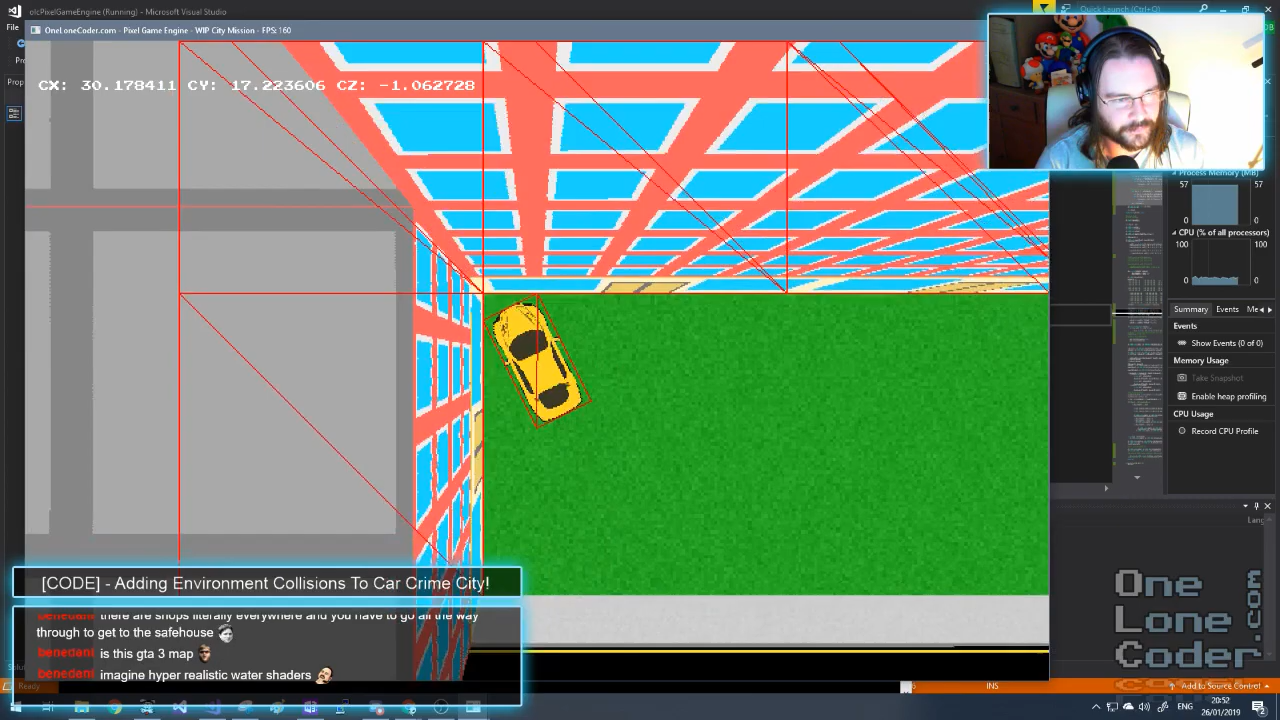 olcPixelGameEngine (Running) - Microsoft Visual Studio
Quick Launch (Ctrl+Q)
File
OneLoneCoder.com - Pixel Game Engine - WIP City Mission - FPS: 160
CX: 30.178411 CY: 17.223606 CZ: -1.062728
Process Memory (MB)
57 57
0 0
CPU (% of all processors)
100 100
0 0
Summary Events
Events
Show Events (0 of 0)
Memory Usage
Take Snapshot
Enable heap profiling
CPU Usage
Record CPU Profile
[CODE] - Adding Environment Collisions To Car Crime City!
there are shops literally everywhere and you have to go all the way
through to get to the safehouse
is this gta 3 map
imagine hyper realistic water shaders
One
Lone
Coder
.com
Ready
INS
Add to Source Control
ENG
20:52
26/01/2019